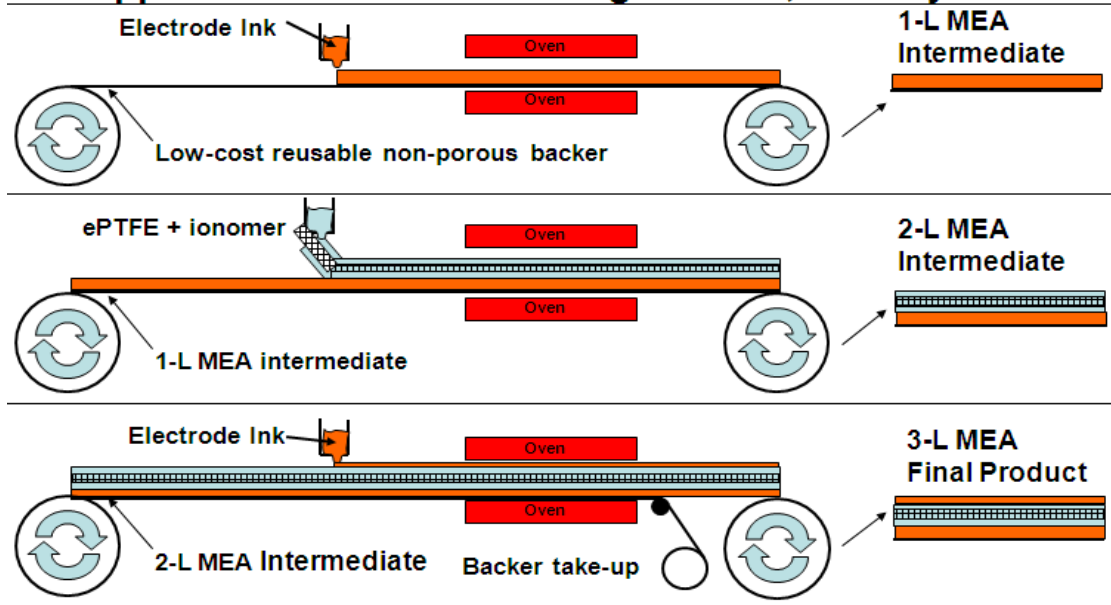 Electrode Ink
Oven
1-L MEA
Intermediate
Oven
Low-cost reusable non-porous backer
ePTFE + ionomer
Oven
2-L MEA
Intermediate
Oven
1-L MEA intermediate
Electrode Ink
Oven
3-L MEA
Final Product
Oven
2-L MEA Intermediate
Backer take-up